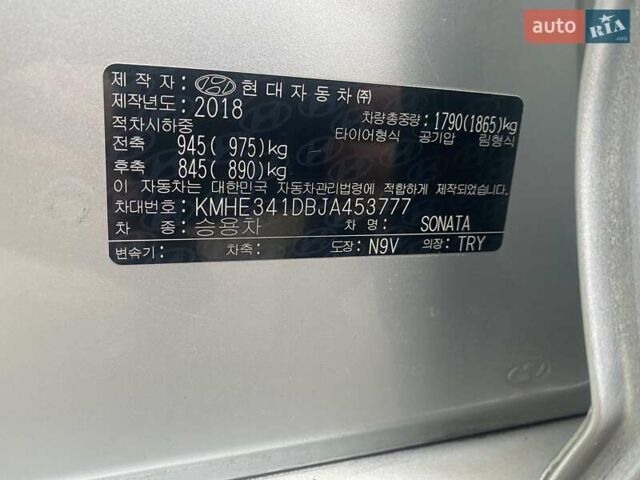 auto RIA .com
제 작 자 : 현대자동차㈜
제작년도: 2018 차량총중량: 1790(1865)kg
적차시하중 타이어형식 공기압 림형식
전축 945( 975)kg
후축 845( 890)kg
이 자동차는 대한민국 자동차관리법령에 적합하게 제작되었음.
차대번호: KMHE341DBJA453777
차 종: 승용차 차 명: SONATA
변속기: 차축: 도장: N9V 의장: TRY